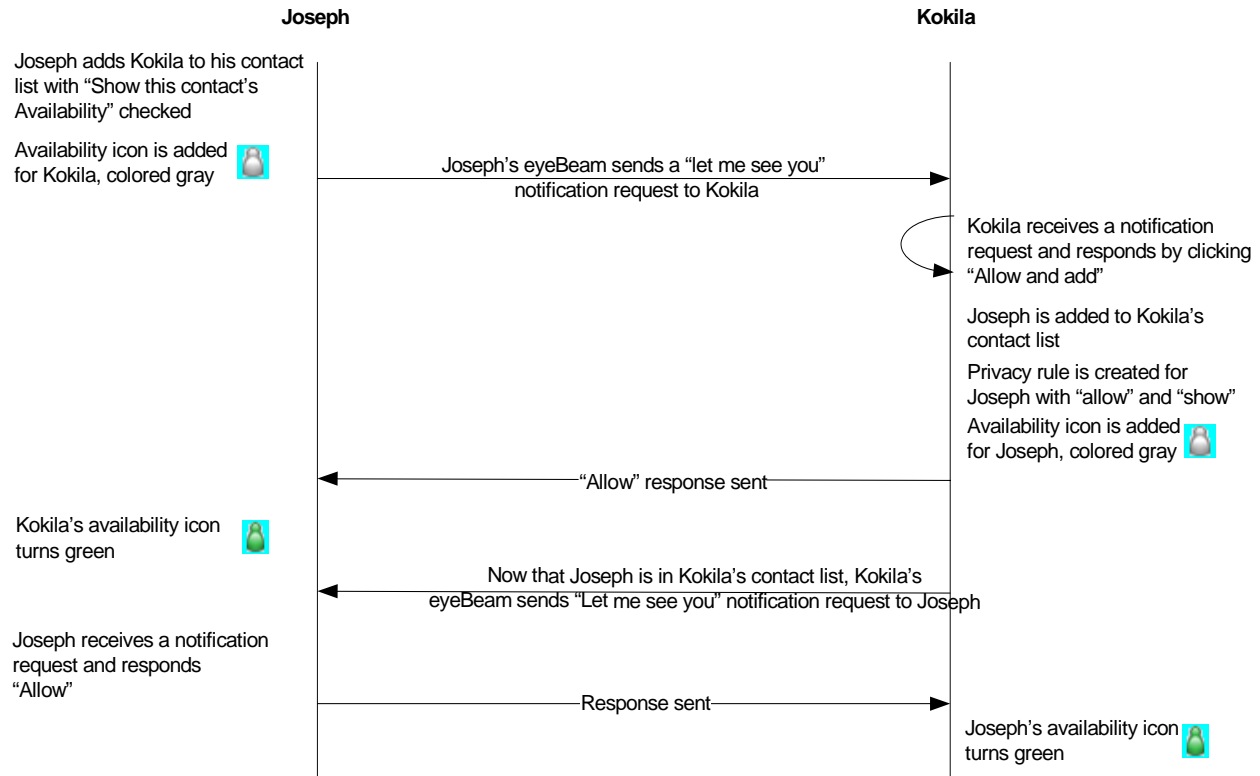 Joseph
Kokila
Joseph adds Kokila to his contact
list with “Show this contact’s
Availability” checked
Availability icon is added
for Kokila, colored gray
Joseph’s eyeBeam sends a “let me see you”
notification request to Kokila
Kokila receives a notification
request and responds by clicking
“Allow and add”
Joseph is added to Kokila’s
contact list
Privacy rule is created for
Joseph with “allow” and “show”
Availability icon is added
for Joseph, colored gray
“Allow” response sent
Kokila’s availability icon
turns green
Now that Joseph is in Kokila’s contact list, Kokila’s
eyeBeam sends “Let me see you” notification request to Joseph
Joseph receives a notification
request and responds
“Allow”
Response sent
Joseph’s availability icon
turns green